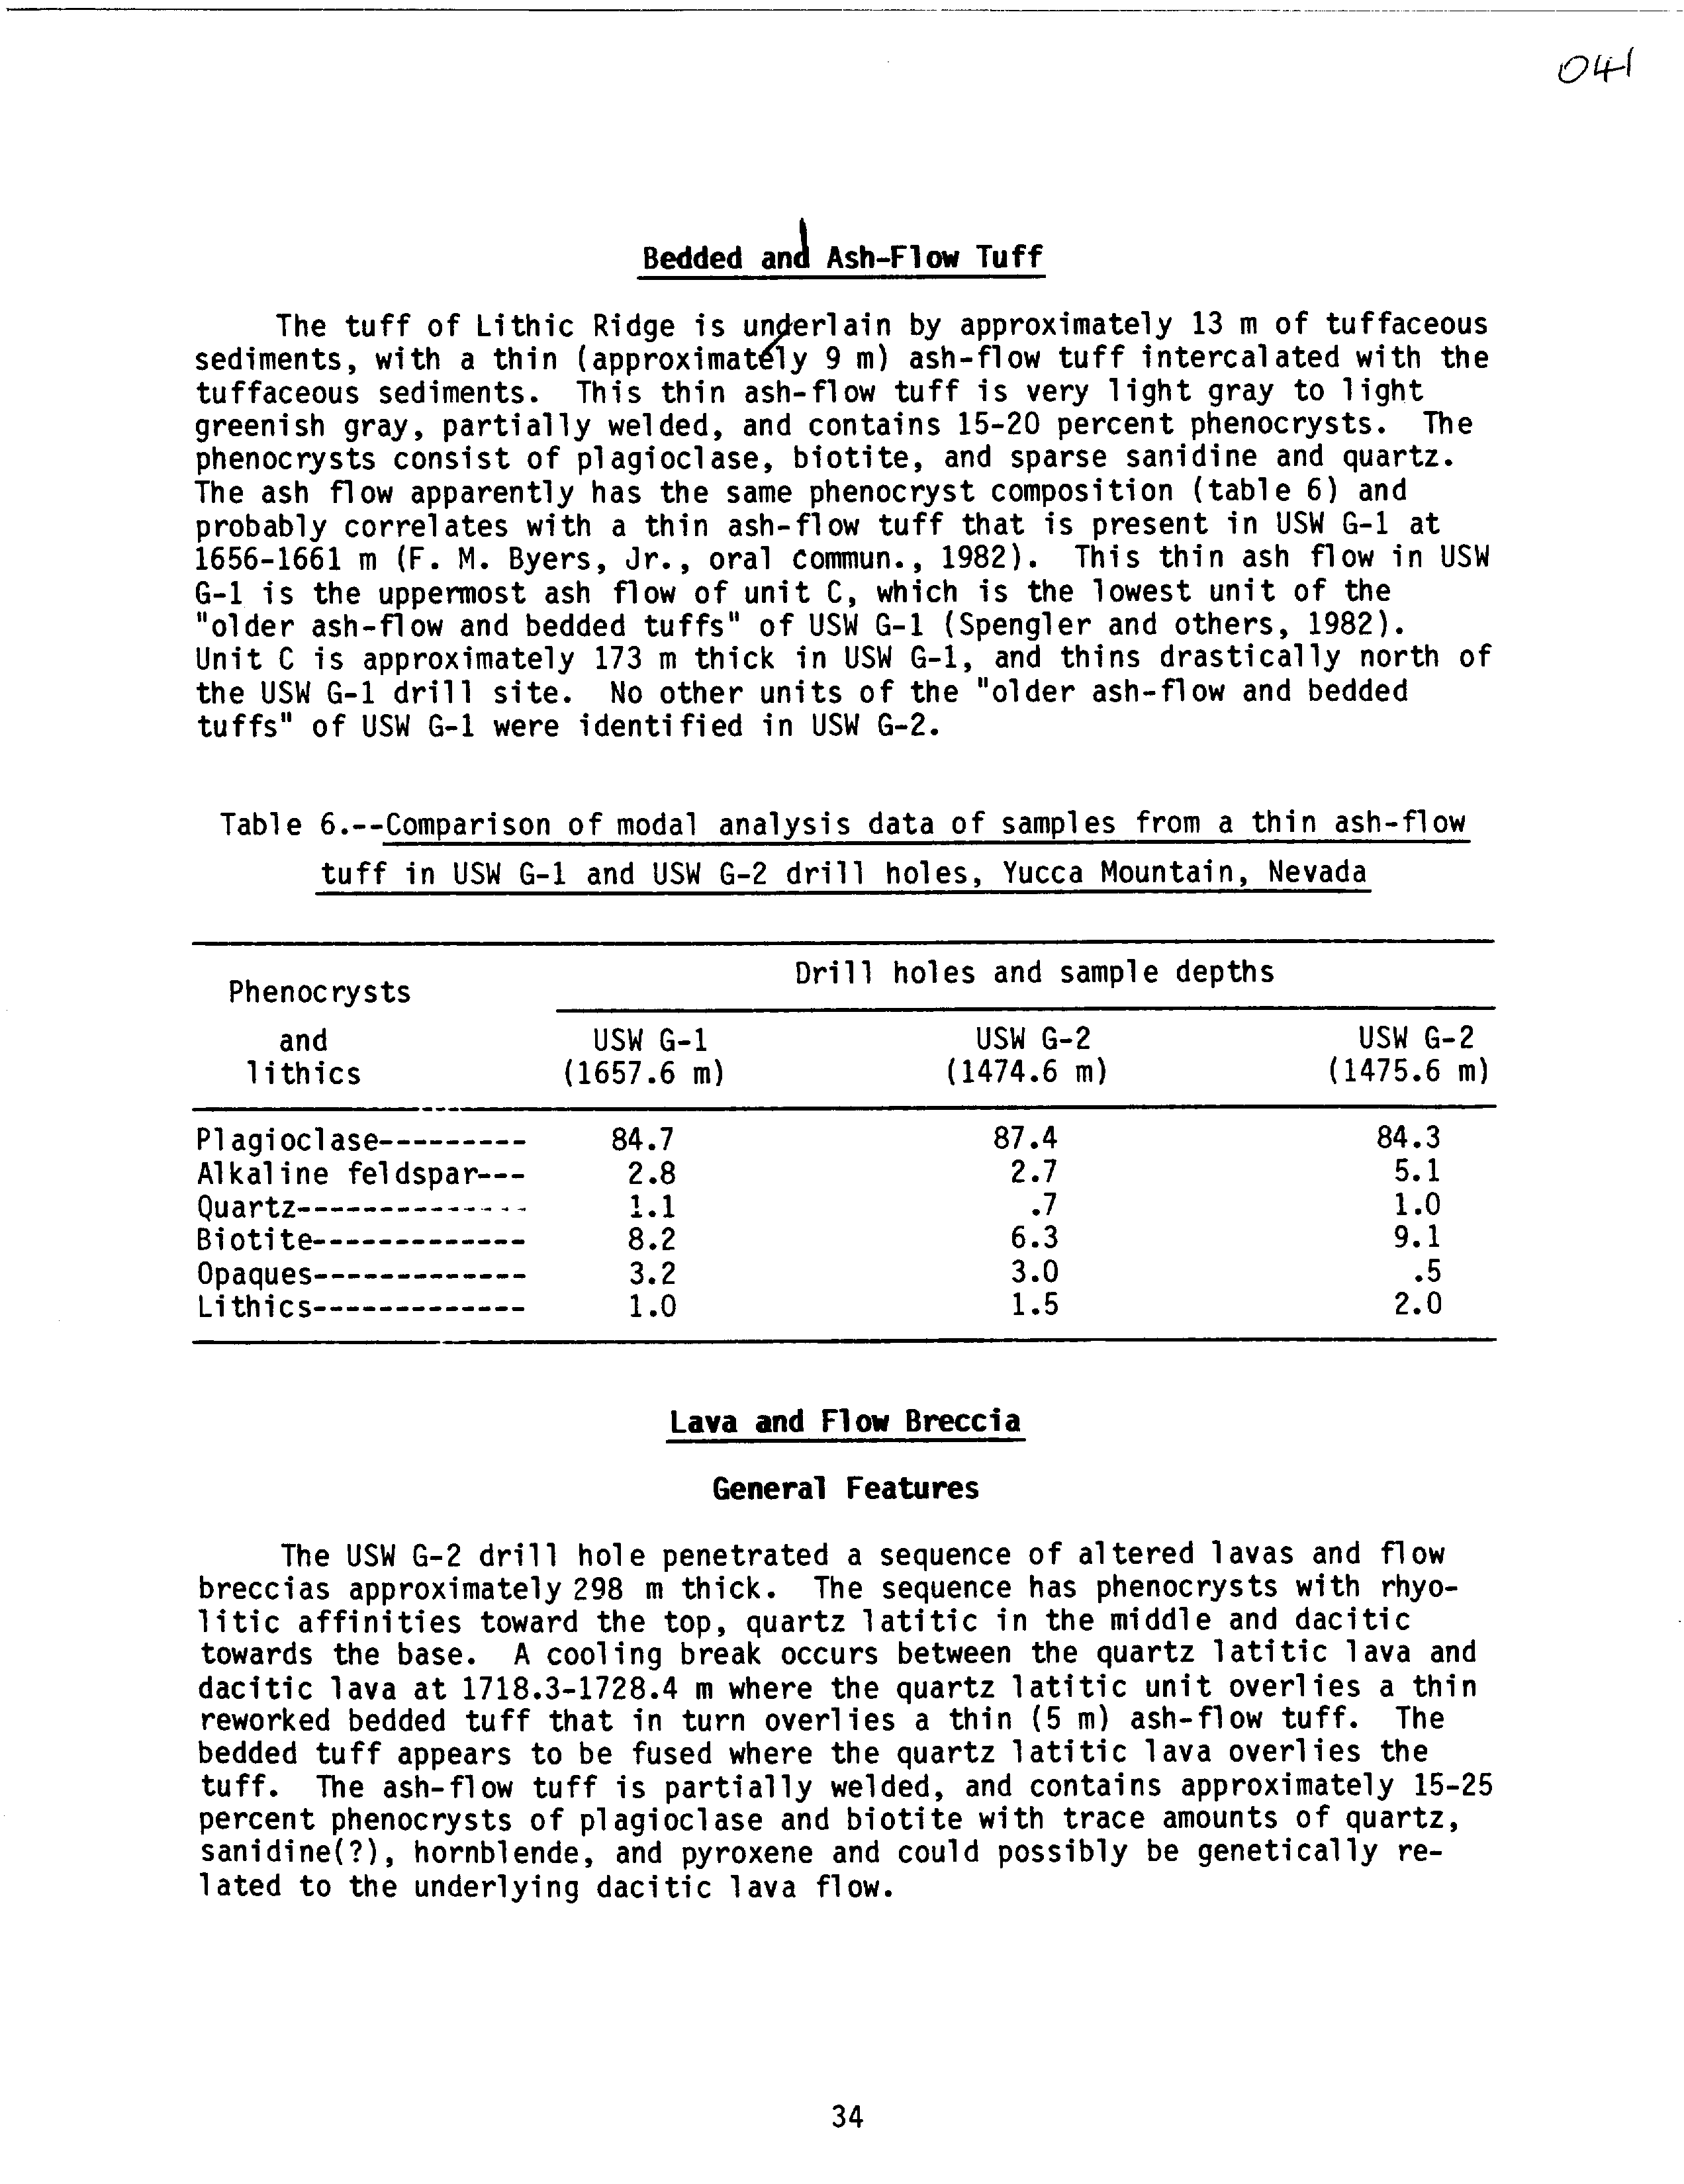 041
Bedded and Ash-Flow Tuff
The tuff of Lithic Ridge is underlain by approximately 13 m of tuffaceous
sediments, with a thin (approximately 9 m) ash-flow tuff intercalated with the
tuffaceous sediments. This thin ash-flow tuff is very light gray to light
greenish gray, partially welded, and contains 15-20 percent phenocrysts. The
phenocrysts consist of plagioclase, biotite, and sparse sanidine and quartz.
The ash flow apparently has the same phenocryst composition (table 6) and
probably correlates with a thin ash-flow tuff that is present in USW G-1 at
1656-1661 m (F. M. Byers, Jr., oral commun., 1982). This thin ash flow in USW
G-1 is the uppermost ash flow of unit C, which is the lowest unit of the
"older ash-flow and bedded tuffs" of USW G-1 (Spengler and others, 1982).
Unit C is approximately 173 m thick in USW G-1, and thins drastically north of
the USW G-1 drill site. No other units of the "older ash-flow and bedded
tuffs" of USW G-1 were identified in USW G-2.
Table 6.--Comparison of modal analysis data of samples from a thin ash-flow
tuff in USW G-1 and USW G-2 drill holes, Yucca Mountain, Nevada
Drill holes and sample depths
Phenocrysts
and USW G-1 USW G-2 USW G-2
lithics (1657.6 m) (1474.6 m) (1475.6 m)
Plagioclase--------- 84.7 87.4 84.3
Alkaline feldspar--- 2.8 2.7 5.1
Quartz-------------- 1.1 .7 1.0
Biotite------------- 8.2 6.3 9.1
Opaques------------- 3.2 3.0 .5
Lithics------------- 1.0 1.5 2.0
Lava and Flow Breccia
General Features
The USW G-2 drill hole penetrated a sequence of altered lavas and flow
breccias approximately 298 m thick. The sequence has phenocrysts with rhyo-
litic affinities toward the top, quartz latitic in the middle and dacitic
towards the base. A cooling break occurs between the quartz latitic lava and
dacitic lava at 1718.3-1728.4 m where the quartz latitic unit overlies a thin
reworked bedded tuff that in turn overlies a thin (5 m) ash-flow tuff. The
bedded tuff appears to be fused where the quartz latitic lava overlies the
tuff. The ash-flow tuff is partially welded, and contains approximately 15-25
percent phenocrysts of plagioclase and biotite with trace amounts of quartz,
sanidine(?), hornblende, and pyroxene and could possibly be genetically re-
lated to the underlying dacitic lava flow.
34